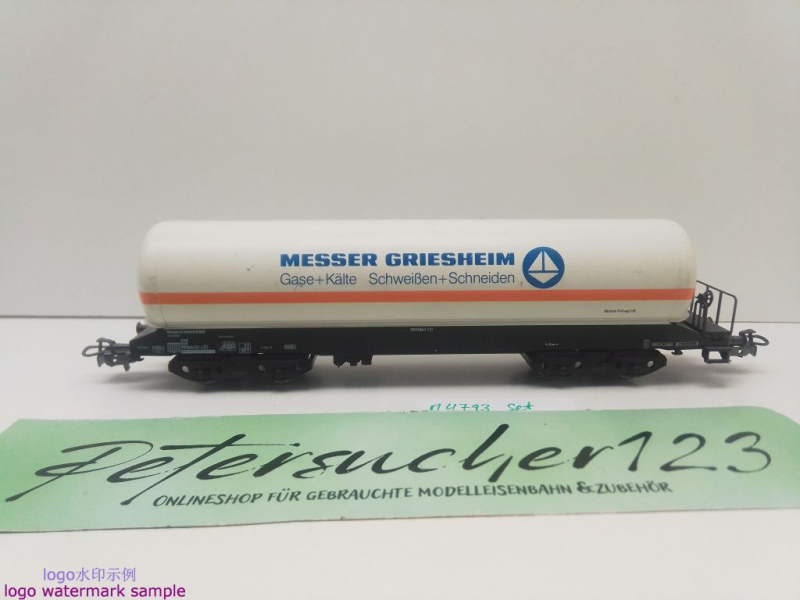 MESSER GRIESHEIM
Gase+Kälte Schweißen+Schneiden
Petersucher123
ONLINESHOP FÜR GEBRAUCHTE MODELLEISENBAHN &ZUBEHÖR
logo水印示例
logo watermark sample